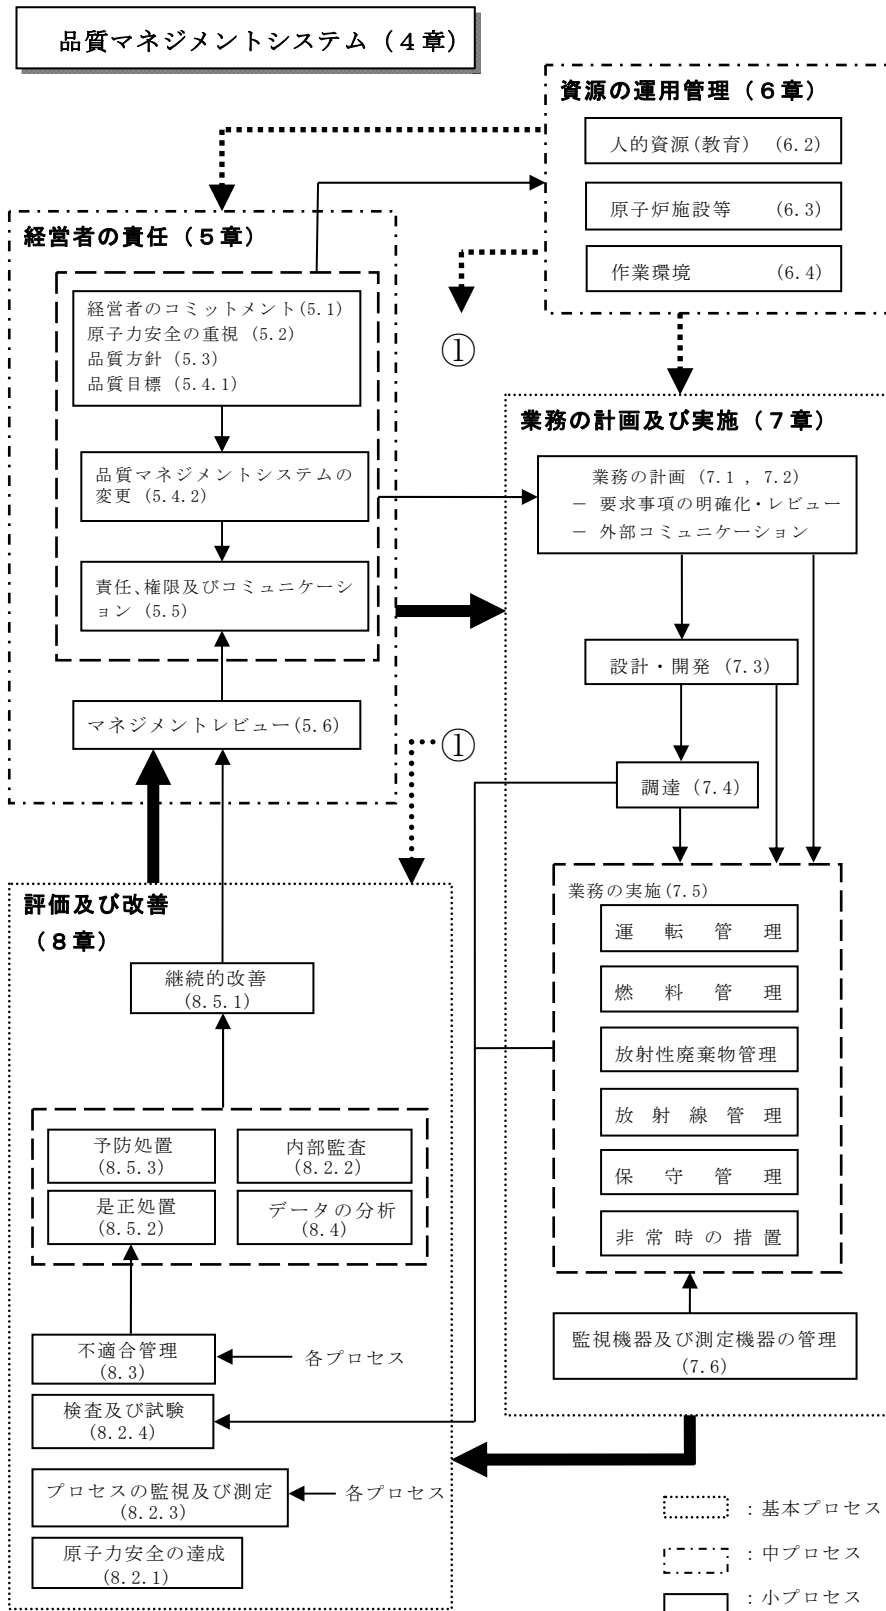 品質マネジメントシステム（４章）
資源の運用管理（６章）
人的資源(教育)　(6.2)
原子炉施設等　(6.3)
作業環境　(6.4)
①
経営者の責任（５章）
経営者のコミットメント(5.1)
原子力安全の重視 (5.2)
品質方針 (5.3)
品質目標 (5.4.1)
品質マネジメントシステムの
変更 (5.4.2)
責任､権限及びコミュニケーシ
ョン (5.5)
マネジメントレビュー(5.6)
①
業務の計画及び実施（７章）
業務の計画 (7.1 , 7.2)
－ 要求事項の明確化･レビュー
－ 外部コミュニケーション
設計・開発 (7.3)
調達 (7.4)
業務の実施(7.5)
運　転　管　理
燃　料　管　理
放射性廃棄物管理
放　射　線　管　理
保　守　管　理
非常時の措置
監視機器及び測定機器の管理
(7.6)
評価及び改善
（８章）
継続的改善
(8.5.1)
予防処置
(8.5.3)
内部監査
(8.2.2)
是正処置
(8.5.2)
データの分析
(8.4)
不適合管理
(8.3)
各プロセス
検査及び試験
(8.2.4)
プロセスの監視及び測定
(8.2.3)
各プロセス
原子力安全の達成
(8.2.1)
：基本プロセス
：中プロセス
：小プロセス